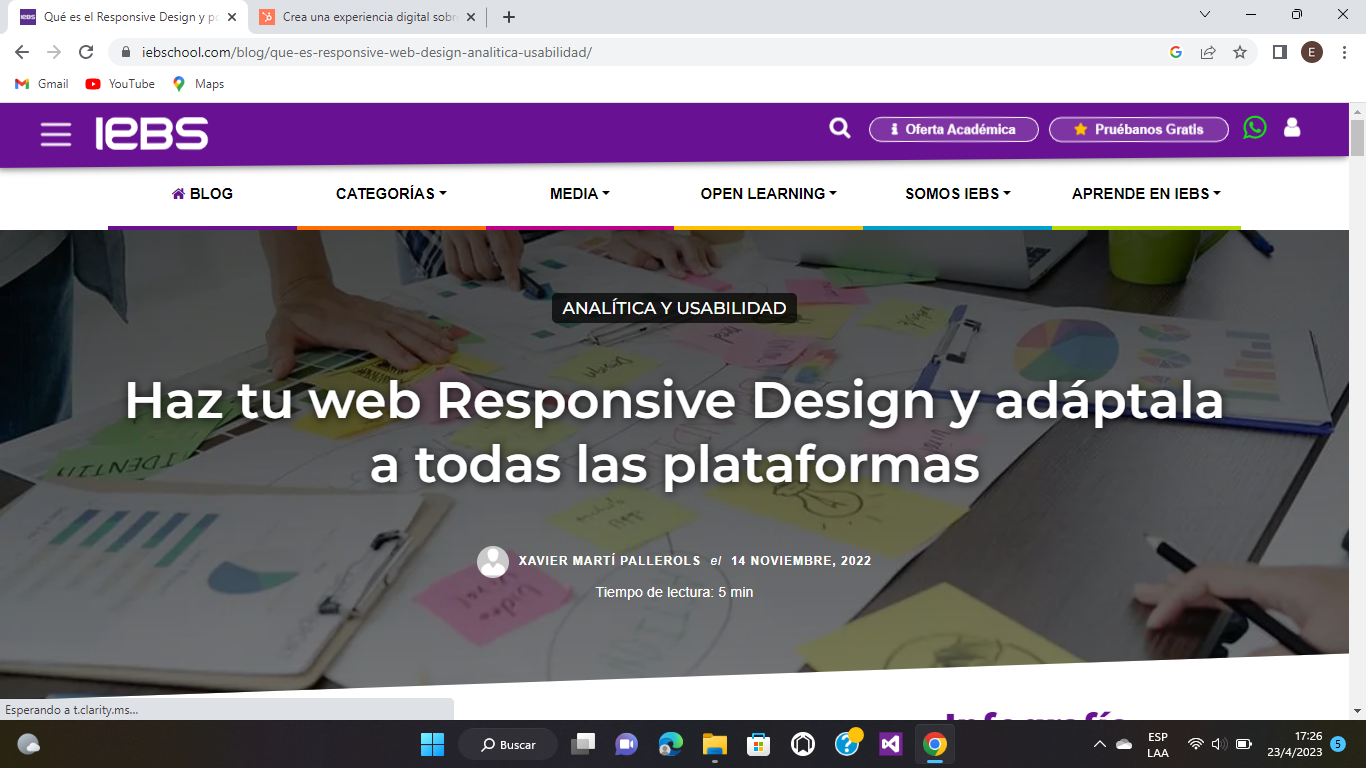 Qué es el Responsive Design y po
Crea una experiencia digital sobr
iebschool.com/blog/que-es-responsive-web-design-analitica-usabilidad/
E
Gmail
YouTube
Maps
IEBS
Oferta Académica
Pruébanos Gratis
BLOG
CATEGORÍAS
MEDIA
OPEN LEARNING
SOMOS IEBS
APRENDE EN IEBS
ANALÍTICA Y USABILIDAD
Haz tu web Responsive Design y adáptala
a todas las plataformas
XAVIER MARTÍ PALLEROLS el 14 NOVIEMBRE, 2022
Tiempo de lectura: 5 min
Infografía
Esperando a t.clarity.ms...
Buscar
ESP
LAA
17:26
23/4/2023
5